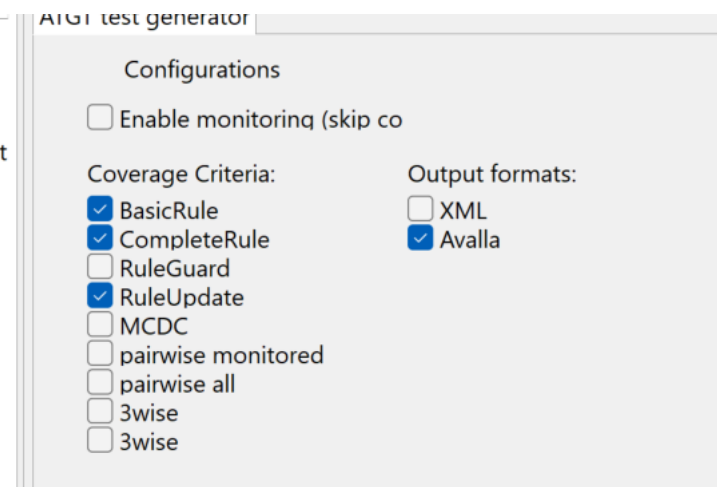 ATGT test generator
Configurations
Enable monitoring (skip co
t
Coverage Criteria:
Output formats:
BasicRule
XML
CompleteRule
Avalla
RuleGuard
RuleUpdate
MCDC
pairwise monitored
pairwise all
3wise
3wise